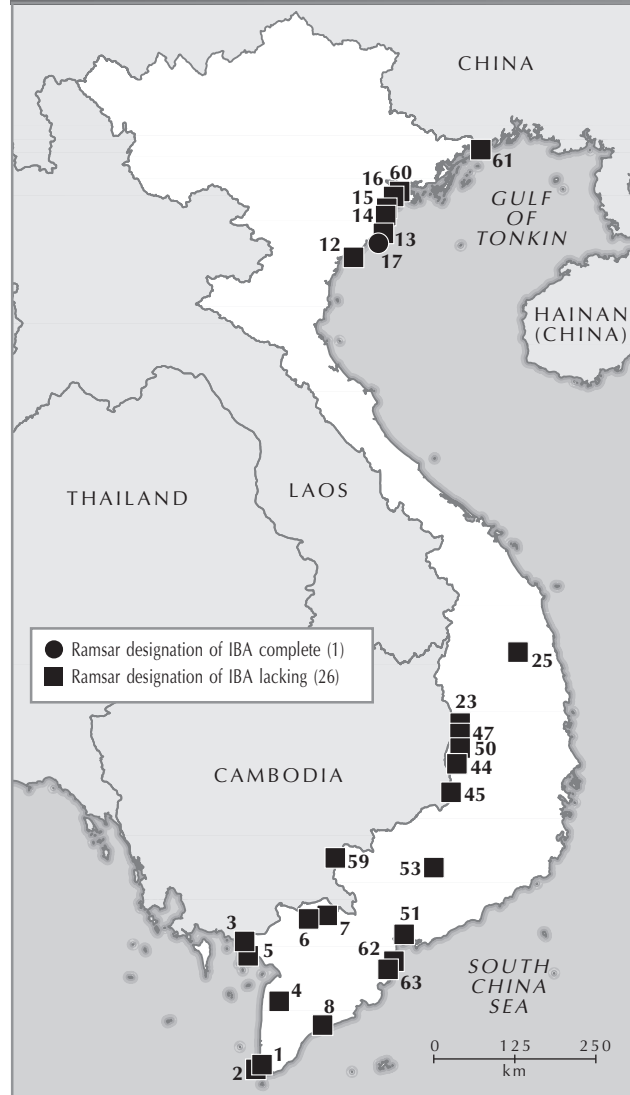 CHINA
61
16 60
15
14
13
12
17
GULF
OF
TONKIN
HAINAN
(CHINA)
THAILAND
LAOS
Ramsar designation of IBA complete (1)
Ramsar designation of IBA lacking (26)
25
23
47
50
44
45
CAMBODIA
59
53
51
3
5
6
7
62
63
4
8
1
2
SOUTH
CHINA
SEA
0 125 250
km